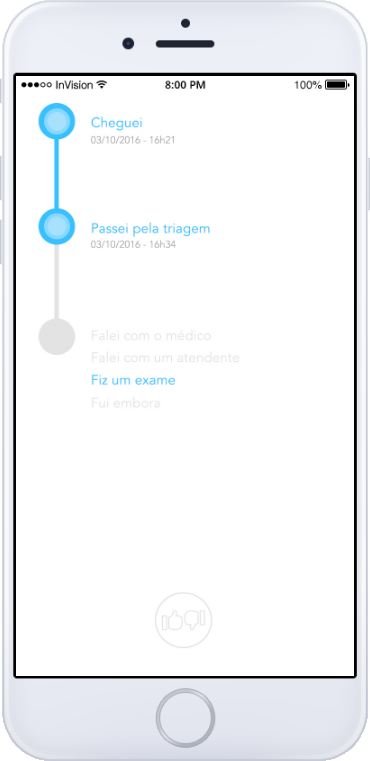 InVision
8:00 PM
100%
Cheguei
03/10/2016 - 16h21
Passei pela triagem
03/10/2016 - 16h34
Falei com o médico
Falei com um atendente
Fiz um exame
Fui embora